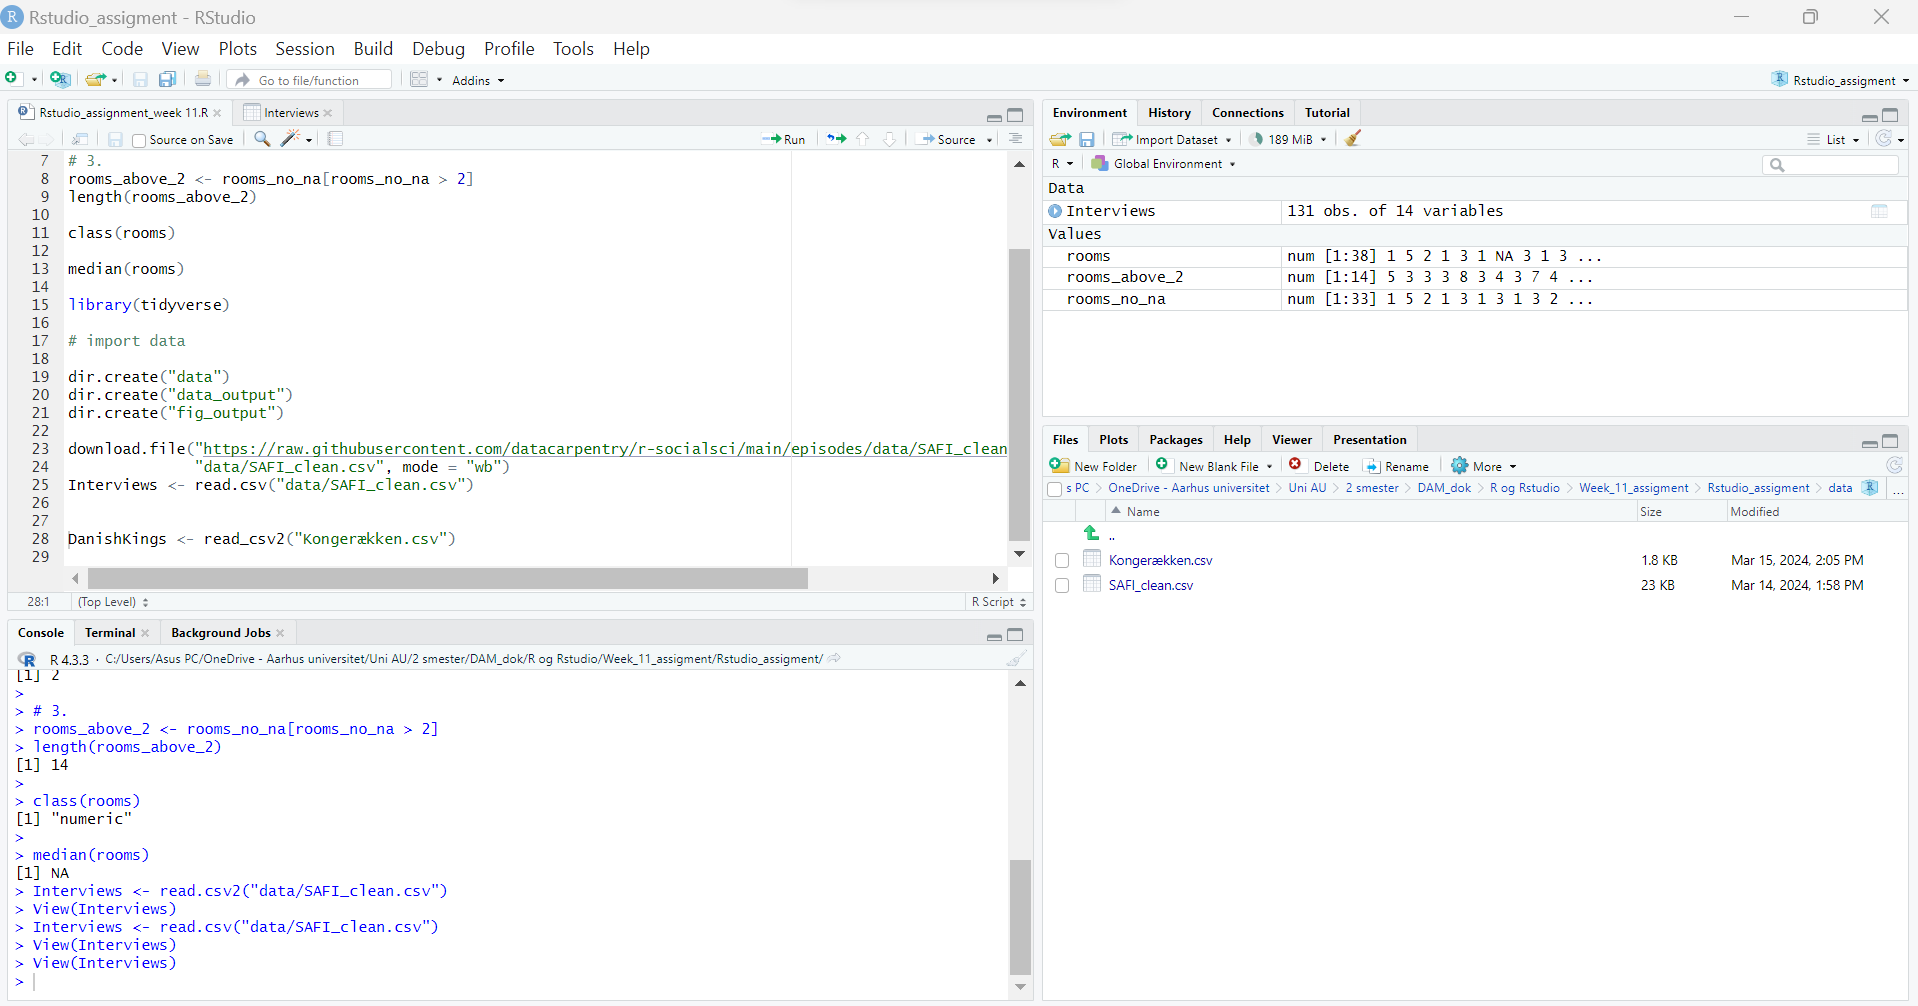 Rstudio_assigment - RStudio
File Edit Code View Plots Session Build Debug Profile Tools Help
Go to file/function Addins Rstudio_assigment
Rstudio_assignment_week 11.R Interviews
Source on Save Run Source
7 # 3.
8 rooms_above_2 <- rooms_no_na[rooms_no_na > 2]
9 length(rooms_above_2)
10
11 class(rooms)
12
13 median(rooms)
14
15 library(tidyverse)
16
17 # import data
18
19 dir.create("data")
20 dir.create("data_output")
21 dir.create("fig_output")
22
23 download.file("https://raw.githubusercontent.com/datacarpentry/r-socialsci/main/episodes/data/SAFI_clean
24 "data/SAFI_clean.csv", mode = "wb")
25 Interviews <- read.csv("data/SAFI_clean.csv")
26
27
28 DanishKings <- read_csv2("Kongerækken.csv")
29
28:1 (Top Level) R Script
Console Terminal Background Jobs
R 4.3.3 · C:/Users/Asus PC/OneDrive - Aarhus universitet/Uni AU/2 smester/DAM_dok/R og Rstudio/Week_11_assigment/Rstudio_assigment/
[1] 2
>
> # 3.
> rooms_above_2 <- rooms_no_na[rooms_no_na > 2]
> length(rooms_above_2)
[1] 14
>
> class(rooms)
[1] "numeric"
>
> median(rooms)
[1] NA
> Interviews <- read.csv2("data/SAFI_clean.csv")
> View(Interviews)
> Interviews <- read.csv("data/SAFI_clean.csv")
> View(Interviews)
> View(Interviews)
>
Environment History Connections Tutorial
Import Dataset 189 MiB List
R Global Environment
Data
Interviews 131 obs. of 14 variables
Values
rooms num [1:38] 1 5 2 1 3 1 NA 3 1 3 ...
rooms_above_2 num [1:14] 5 3 3 3 8 3 4 3 7 4 ...
rooms_no_na num [1:33] 1 5 2 1 3 1 3 1 3 2 ...
Files Plots Packages Help Viewer Presentation
New Folder New Blank File Delete Rename More
s PC > OneDrive - Aarhus universitet > Uni AU > 2 smester > DAM_dok > R og Rstudio > Week_11_assigment > Rstudio_assigment > data ...
Name Size Modified
..
Kongerækken.csv 1.8 KB Mar 15, 2024, 2:05 PM
SAFI_clean.csv 23 KB Mar 14, 2024, 1:58 PM